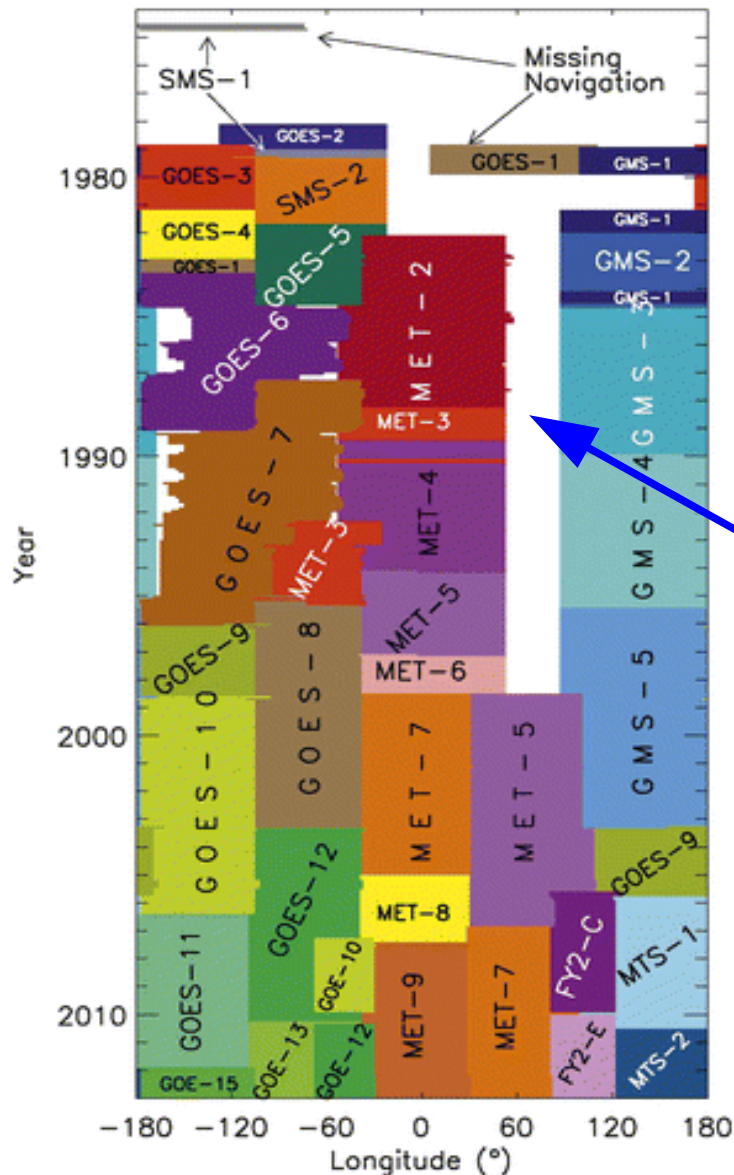 Missing
Navigation
SMS-1
GOES-2
GOES-1
GMS-1
1980
GOES-3
SMS-2
GOES-4
GMS-1
GOES-5
GOES-1
MET-2
GMS-2
GMS-1
GOES-6
GMS-3
MET-3
1990
GOES-7
MET-4
GMS-4
MET-3
MET-5
GOES-9
GOES-8
MET-6
GMS-5
2000
GOES-10
MET-7
MET-5
GOES-12
GOES-9
MET-8
FY2-C
MTS-1
GOES-11
GOE-10
MET-9
MET-7
2010
GOE-13
GOE-12
FY2-E
MTS-2
GOE-15
Year
-180 -120 -60 0 60 120 180
Longitude (°)